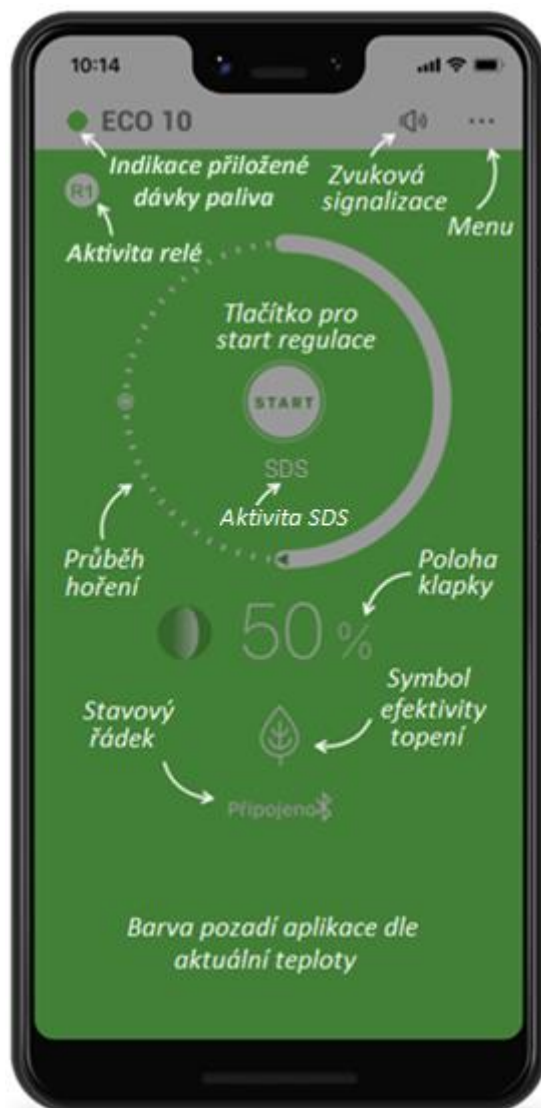 10:14
ECO 10
Indikace přiložené
dávky paliva
Zvuková
signalizace
Menu
R1
Aktivita relé
Tlačítko pro
start regulace
START
SDS
Aktivita SDS
Průběh
hoření
Poloha
klapky
50 %
Symbol
efektivity
topení
Stavový
řádek
Připojeno
Barva pozadí aplikace dle
aktuální teploty